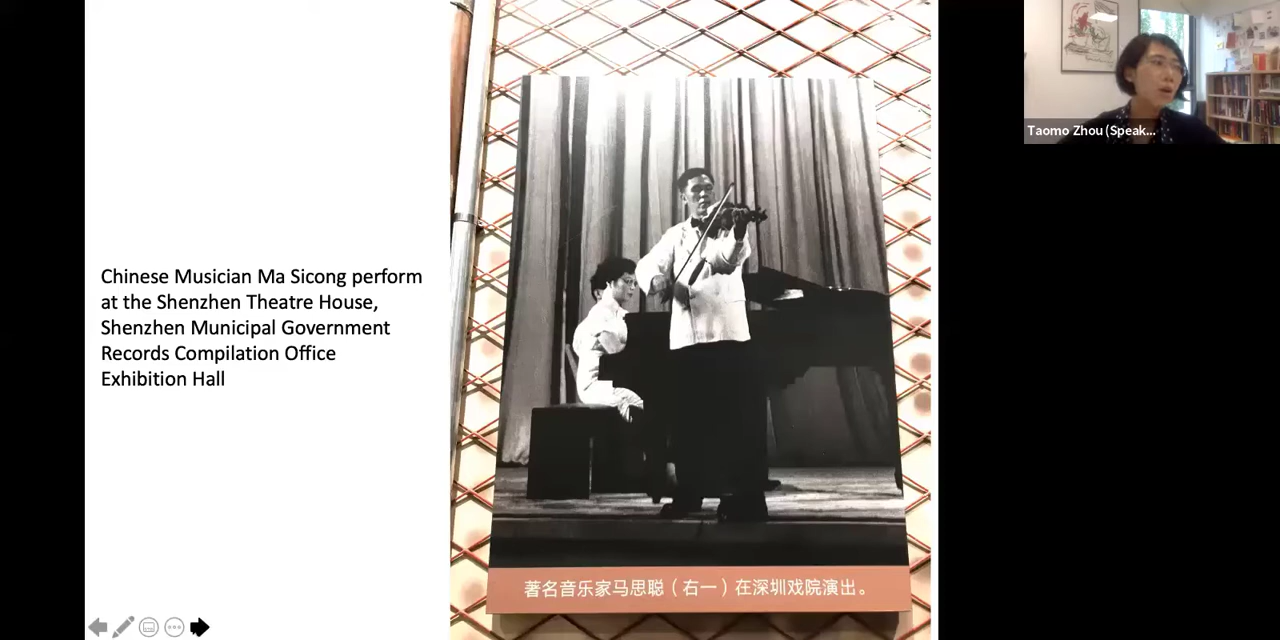 Chinese Musician Ma Sicong perform
at the Shenzhen Theatre House,
Shenzhen Municipal Government
Records Compilation Office
Exhibition Hall
著名音乐家马思聪（右一）在深圳戏院演出。
Taomo Zhou (Speak...